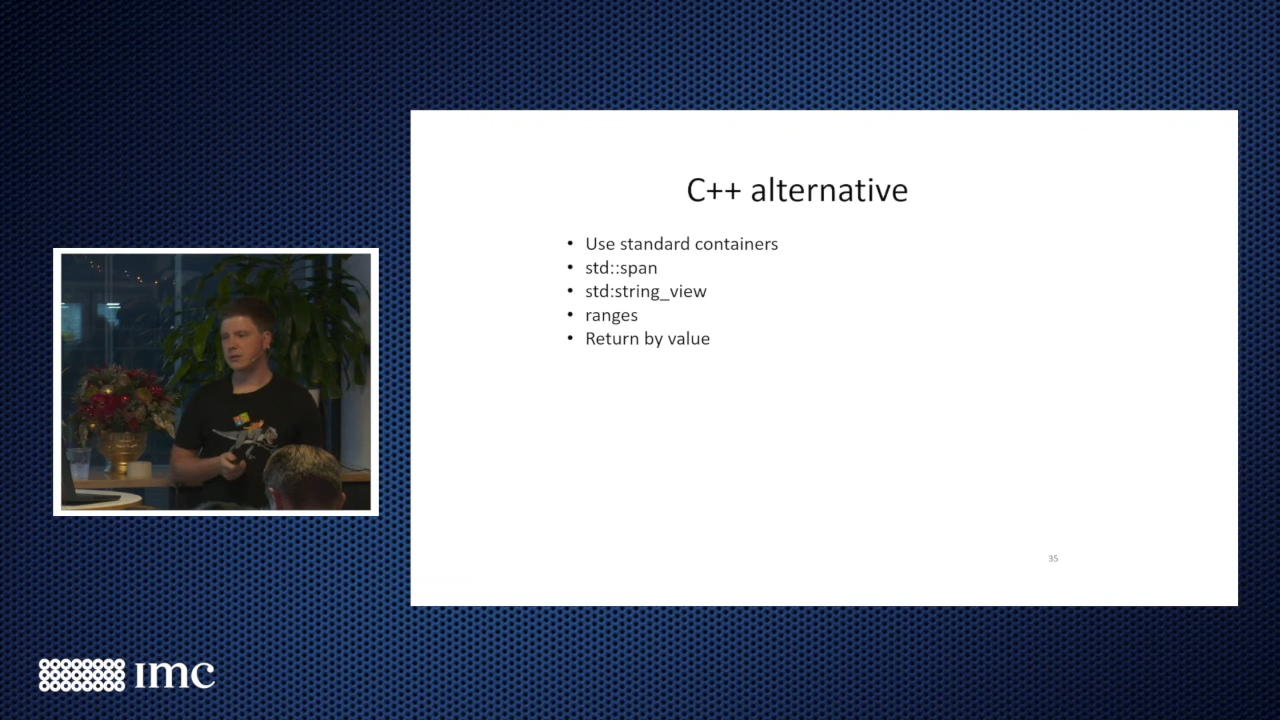 C++ alternative
• Use standard containers
• std::span
• std:string_view
• ranges
• Return by value
35
imc